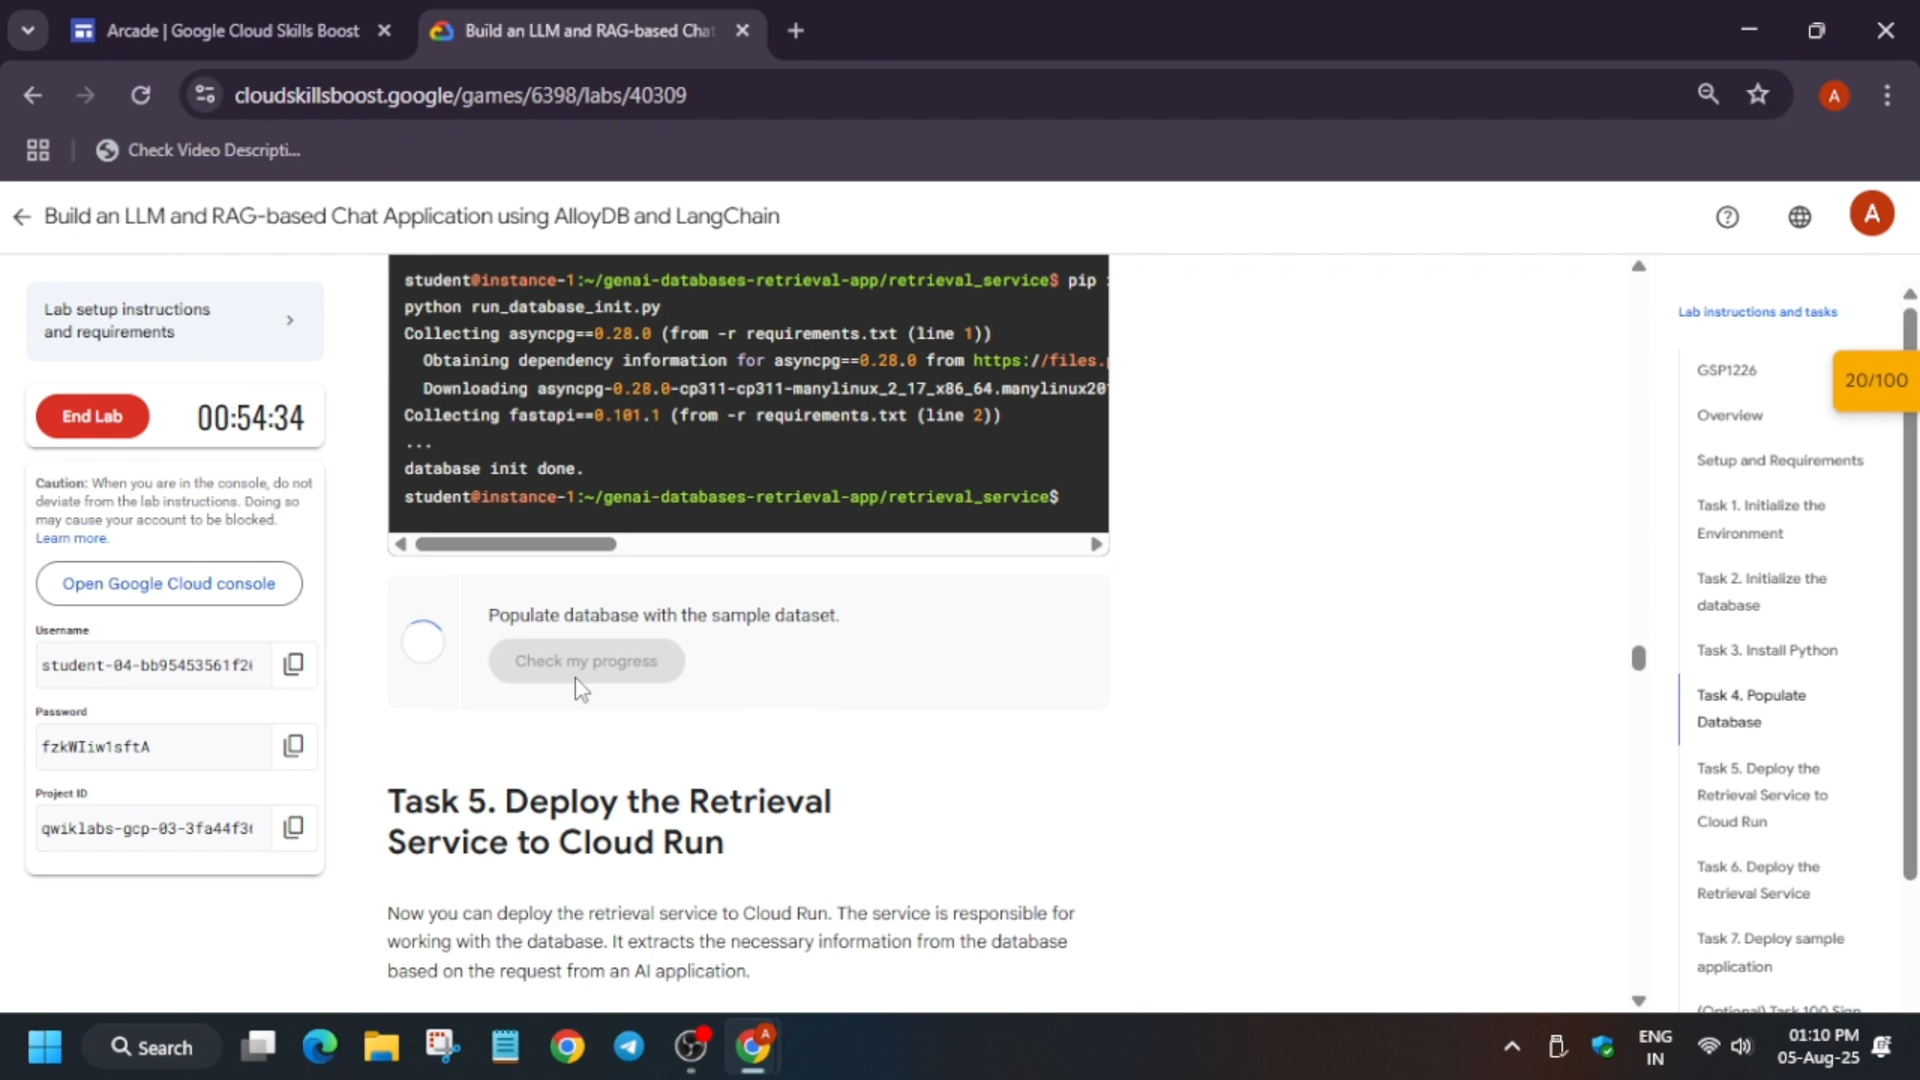 Arcade | Google Cloud Skills Boost
Build an LLM and RAG-based Chat
cloudskillsboost.google/games/6398/labs/40309
A
Check Video Descripti...
Build an LLM and RAG-based Chat Application using AlloyDB and LangChain
A
Lab setup instructions
and requirements
End Lab
00:54:34
Caution: When you are in the console, do not
deviate from the lab instructions. Doing so
may cause your account to be blocked.
Learn more.
Open Google Cloud console
Username
student-04-bb95453561f2
Password
fzkWIiw1sftA
Project ID
qwiklabs-gcp-03-3fa44f3
student@instance-1:~/genai-databases-retrieval-app/retrieval_service$ pip
python run_database_init.py
Collecting asyncpg==0.28.0 (from -r requirements.txt (line 1))
Obtaining dependency information for asyncpg==0.28.0 from https://files.
Downloading asyncpg-0.28.0-cp311-cp311-manylinux_2_17_x86_64.manylinux20
Collecting fastapi==0.101.1 (from -r requirements.txt (line 2))
...
database init done.
student@instance-1:~/genai-databases-retrieval-app/retrieval_service$
Populate database with the sample dataset.
Check my progress
Task 5. Deploy the Retrieval
Service to Cloud Run
Now you can deploy the retrieval service to Cloud Run. The service is responsible for
working with the database. It extracts the necessary information from the database
based on the request from an AI application.
Lab instructions and tasks
GSP1226
20/100
Overview
Setup and Requirements
Task 1. Initialize the
Environment
Task 2. Initialize the
database
Task 3. Install Python
Task 4. Populate
Database
Task 5. Deploy the
Retrieval Service to
Cloud Run
Task 6. Deploy the
Retrieval Service
Task 7. Deploy sample
application
(Optional) Task 100 Sign
Search
A
ENG
IN
01:10 PM
05-Aug-25